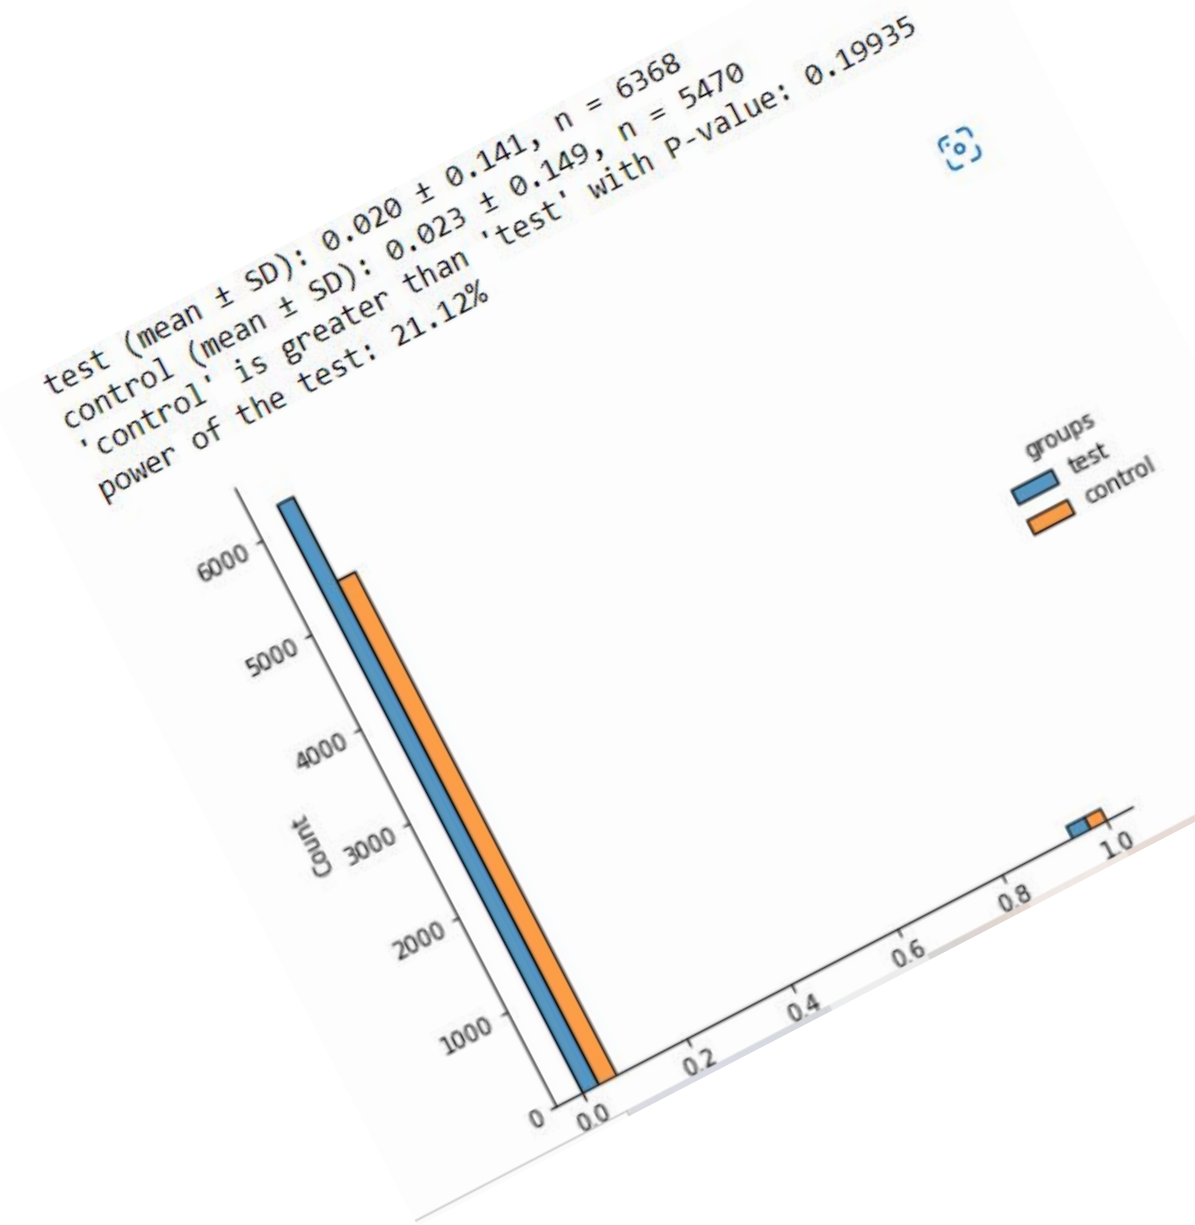 test (mean ± SD): 0.020 ± 0.141, n = 6368
control (mean ± SD): 0.023 ± 0.149, n = 5470
'control' is greater than 'test' with P-value: 0.19935
power of the test: 21.12%
groups
test
control
6000
5000
4000
3000
2000
1000
0
Count
0.0
0.2
0.4
0.6
0.8
1.0